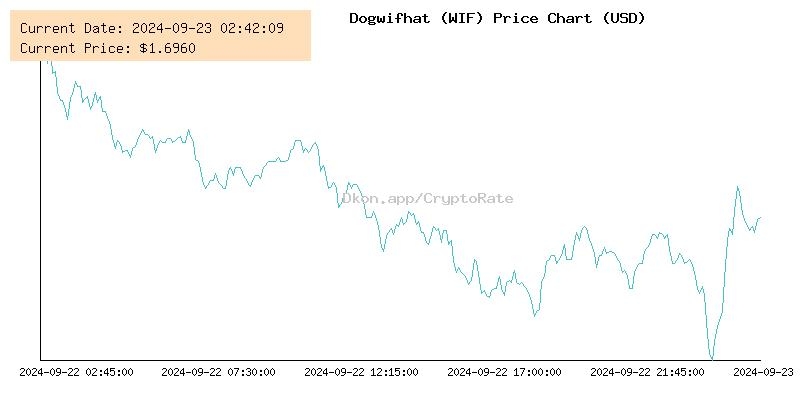 Dogwifhat (WIF) Price Chart (USD)
Current Date: 2024-09-23 02:42:09
Current Price: $1.6960
Dkon.app/CryptoRate
2024-09-22 02:45:00 2024-09-22 07:30:00 2024-09-22 12:15:00 2024-09-22 17:00:00 2024-09-22 21:45:00 2024-09-23